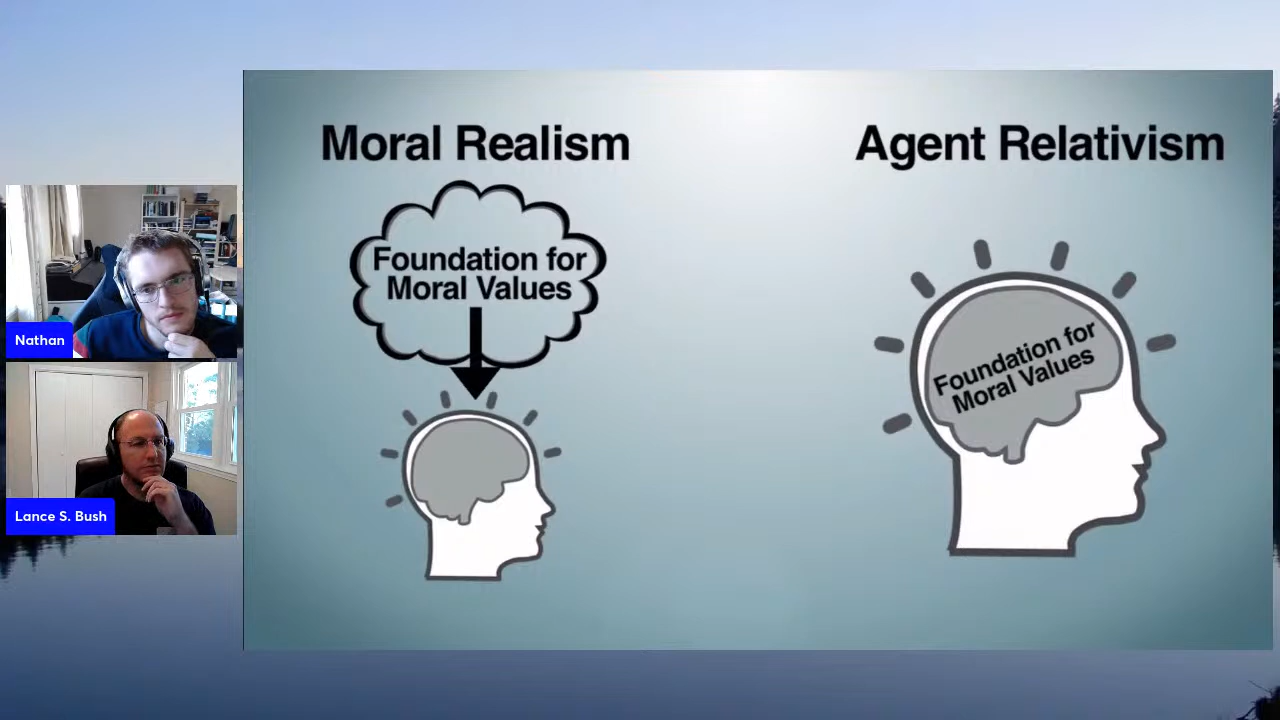 Moral Realism
Agent Relativism
Foundation for
Moral Values
Foundation for
Moral Values
Nathan
Lance S. Bush